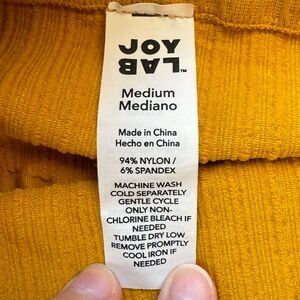 JOY
LAB™
Medium
Mediano
Made in China
Hecho en China
94% NYLON /
6% SPANDEX
MACHINE WASH
COLD SEPARATELY
GENTLE CYCLE
ONLY NON-
CHLORINE BLEACH IF
NEEDED
TUMBLE DRY LOW
REMOVE PROMPTLY
COOL IRON IF
NEEDED